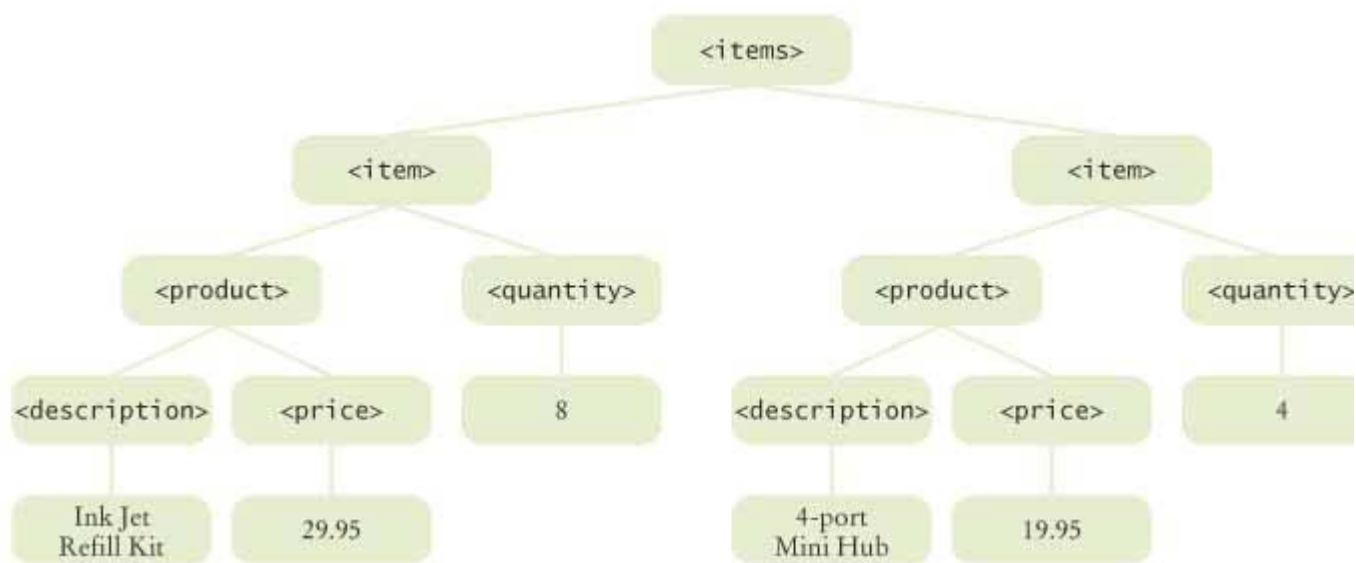 <items>
<item>
<item>
<product>
<quantity>
<product>
<quantity>
<description>
<price>
8
<description>
<price>
4
Ink Jet
Refill Kit
29.95
4-port
Mini Hub
19.95